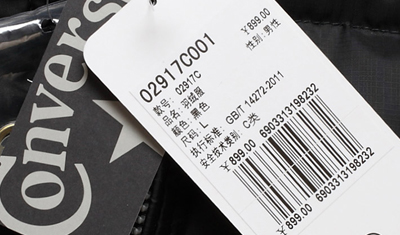 Converse
02917C001
¥899.00
性别: 男性
款号: 02917C
品名: 羽绒服
颜色: 黑色
尺码: L
执行标准: GB/T 14272-2011
安全技术类别: C类
¥899.00 6903313198232
¥899.00 6903313198232